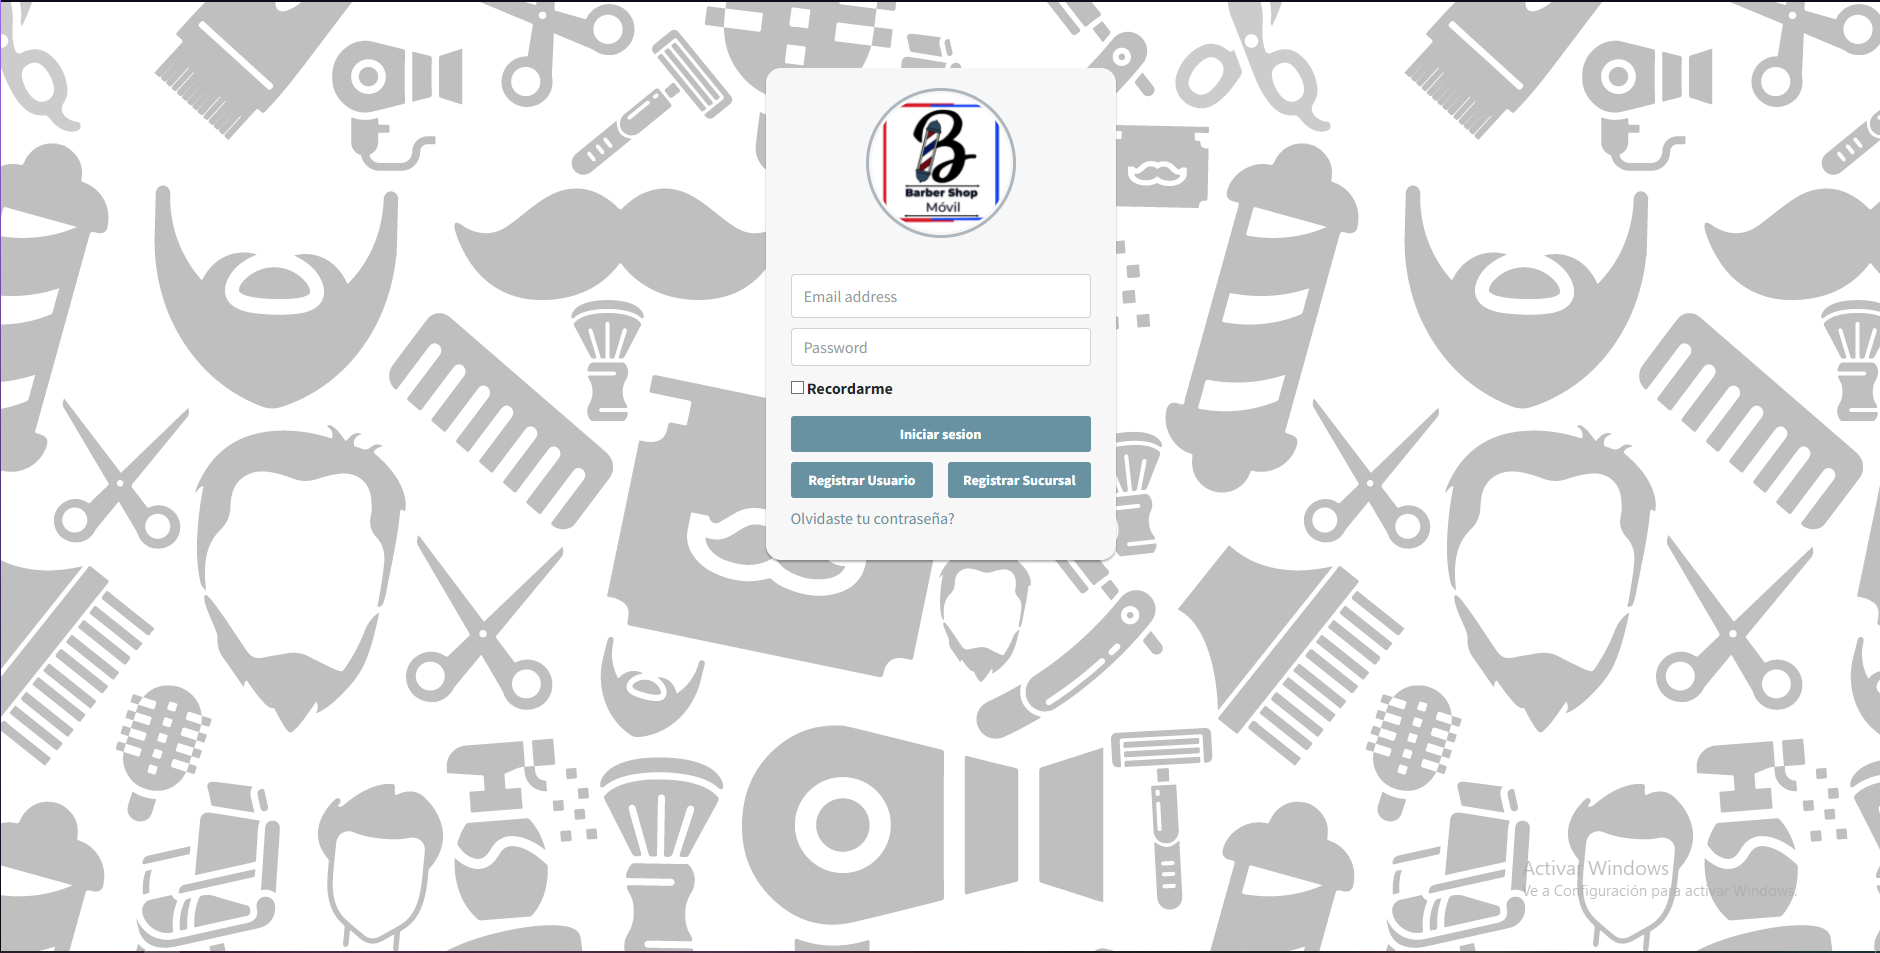 B
Barber Shop
Móvil
Email address
Password
Recordarme
Iniciar sesion
Registrar Usuario
Registrar Sucursal
Olvidaste tu contraseña?
Activar Windows
Ve a Configuración para activar Windows.